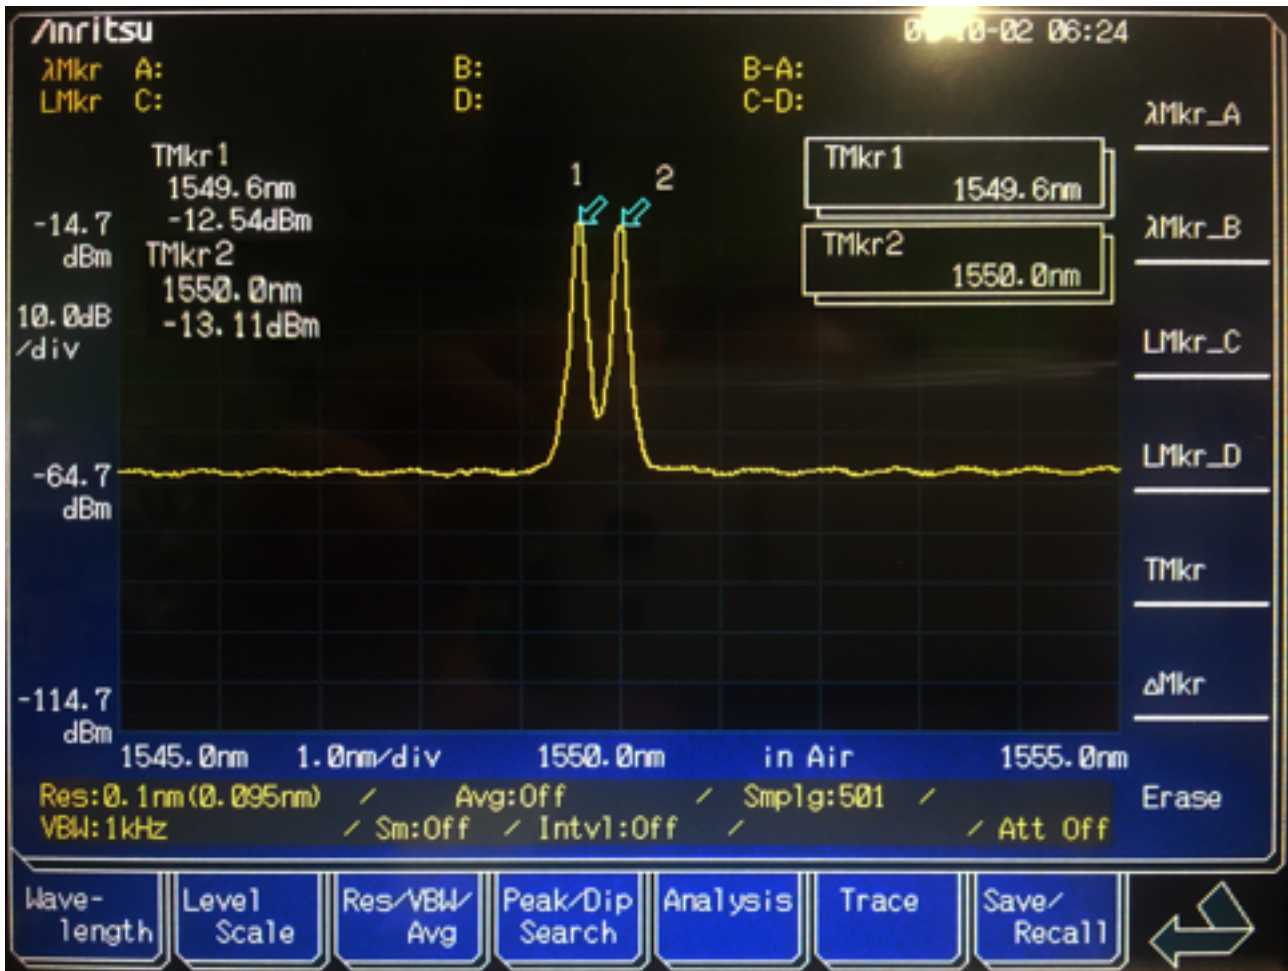 Anritsu
10-02 06:24
λMkr A: B: B-A:
LMkr C: D: C-D:
TMkr1
1549.6nm
-12.54dBm
TMkr2
1550.0nm
-13.11dBm
1 2
TMkr1
1549.6nm
TMkr2
1550.0nm
-14.7
dBm
10.0dB
/div
-64.7
dBm
-114.7
dBm
1545.0nm 1.0nm/div 1550.0nm in Air 1555.0nm
Res:0.1nm(0.095nm) / Avg:Off / Smplg:501 /
VBW:1kHz / Sm:Off / Intvl:Off / / Att Off
λMkr_A
λMkr_B
LMkr_C
LMkr_D
TMkr
ΔMkr
Erase
Wave-
length
Level
Scale
Res/VBW/
Avg
Peak/Dip
Search
Analysis
Trace
Save/
Recall